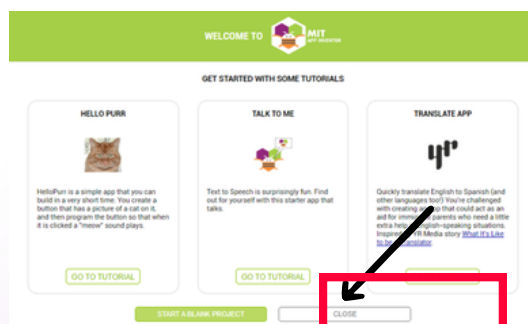 WELCOME TO MIT
APP INVENTOR
GET STARTED WITH SOME TUTORIALS
HELLO PURR
HelloPurr is a simple app that you can
build in a very short time. You create a
button that has a picture of a cat on it,
and then program the button so that when
it is clicked a "meow" sound plays.
GO TO TUTORIAL
TALK TO ME
Text to Speech is surprisingly fun. Find
out for yourself with this starter app that
talks.
GO TO TUTORIAL
TRANSLATE APP
yr
Quickly translate English to Spanish (and
other languages too!) You're challenged
with creating an app that could act as an
aid for immigrant parents who need a little
extra help in English-speaking situations.
Inspired by YR Media story What It's Like
to be a Translator.
START A BLANK PROJECT
CLOSE